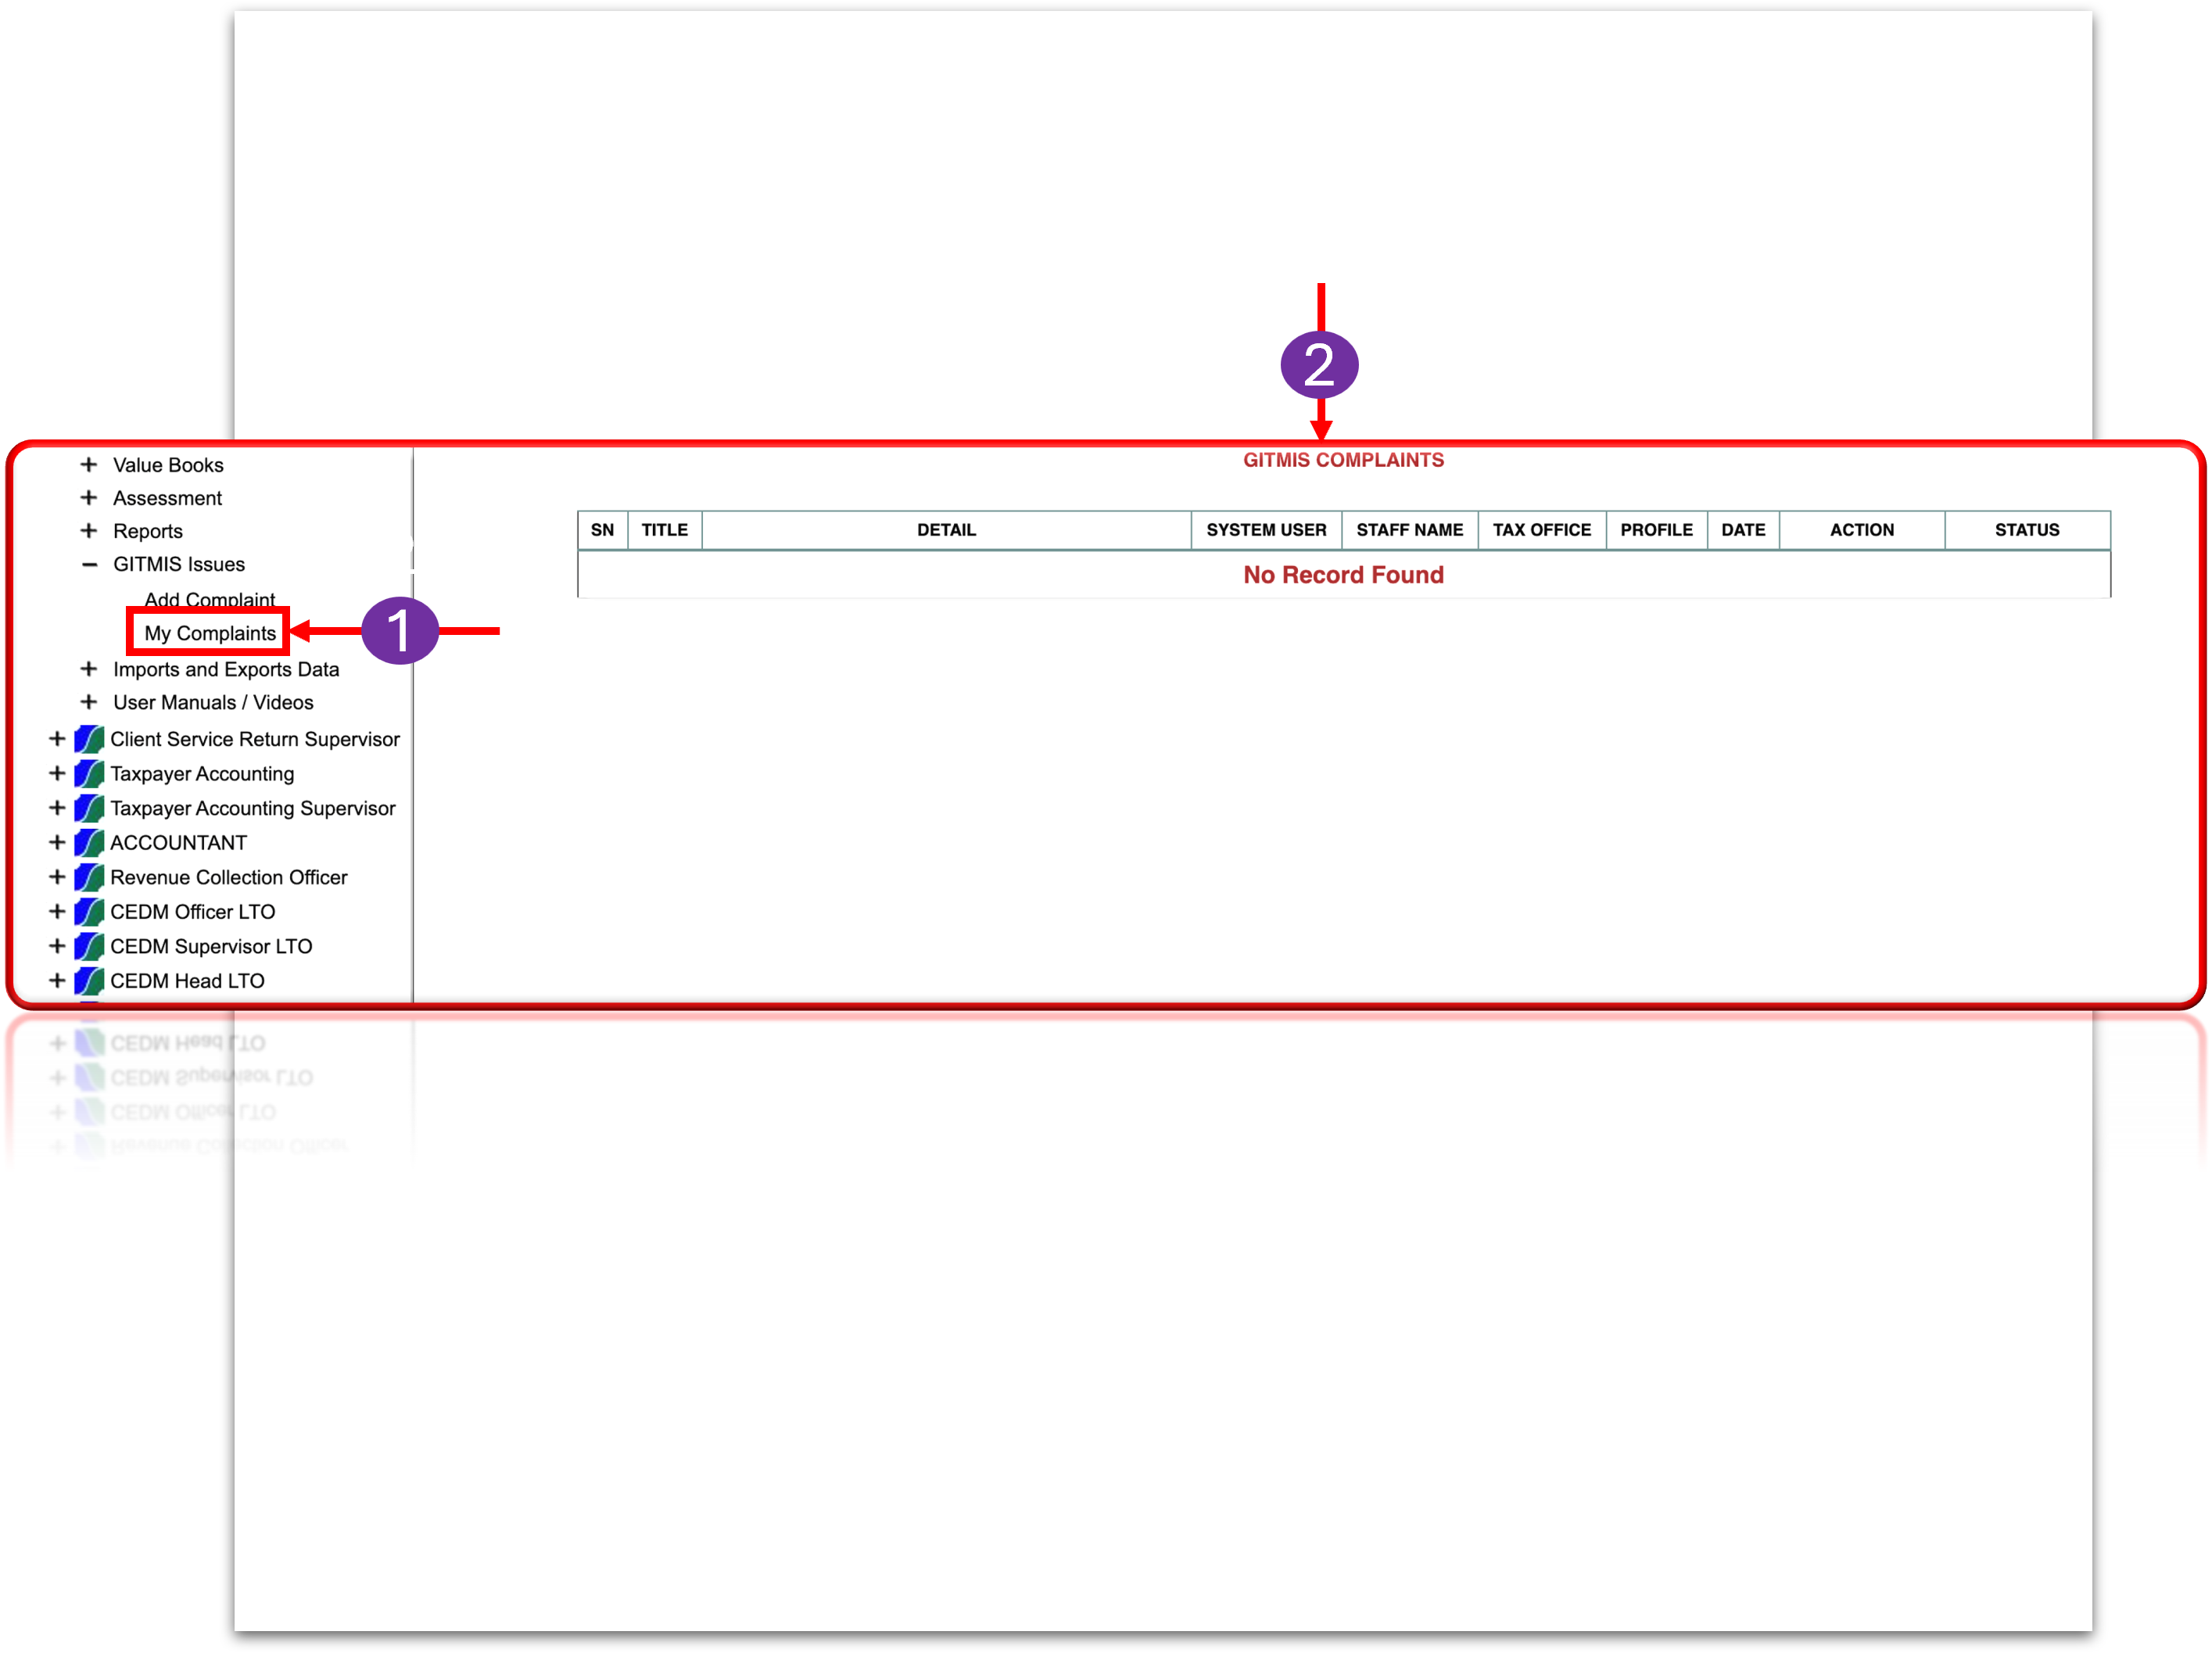 2
Value Books
Assessment
Reports
GITMIS Issues
Add Complaint
My Complaints
1
Imports and Exports Data
User Manuals / Videos
Client Service Return Supervisor
Taxpayer Accounting
Taxpayer Accounting Supervisor
ACCOUNTANT
Revenue Collection Officer
CEDM Officer LTO
CEDM Supervisor LTO
CEDM Head LTO
GITMIS COMPLAINTS
SN TITLE DETAIL SYSTEM USER STAFF NAME TAX OFFICE PROFILE DATE ACTION STATUS
No Record Found